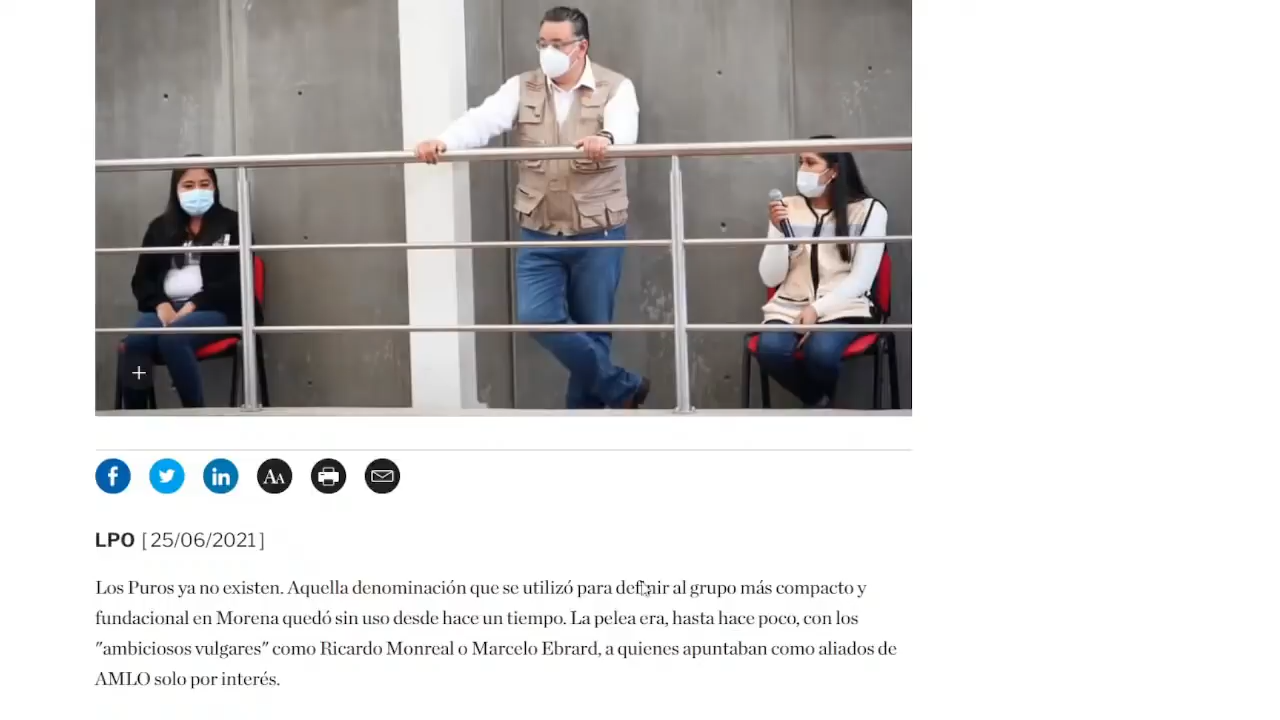 LPO [25/06/2021]
Los Puros ya no existen. Aquella denominación que se utilizó para definir al grupo más compacto y
fundacional en Morena quedó sin uso desde hace un tiempo. La pelea era, hasta hace poco, con los
"ambiciosos vulgares" como Ricardo Monreal o Marcelo Ebrard, a quienes apuntaban como aliados de
AMLO solo por interés.